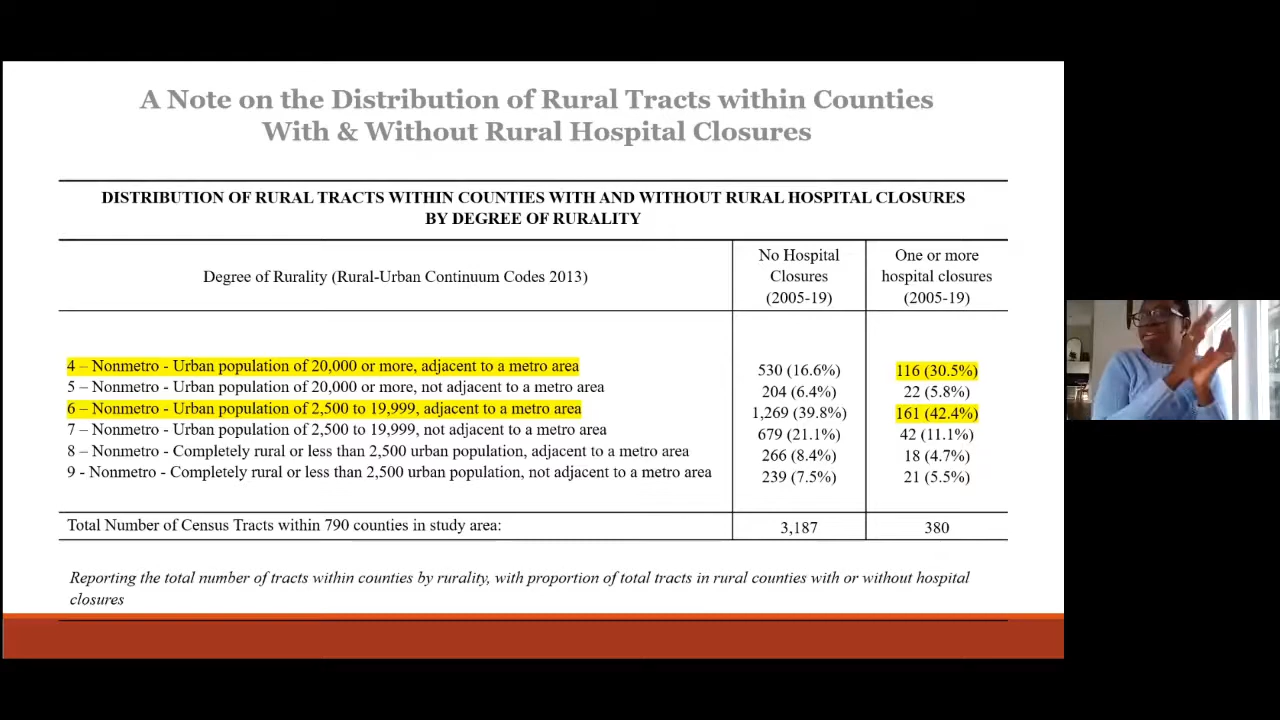 A Note on the Distribution of Rural Tracts within Counties
With & Without Rural Hospital Closures
DISTRIBUTION OF RURAL TRACTS WITHIN COUNTIES WITH AND WITHOUT RURAL HOSPITAL CLOSURES
BY DEGREE OF RURALITY
Degree of Rurality (Rural-Urban Continuum Codes 2013)
No Hospital
Closures
(2005-19)
One or more
hospital closures
(2005-19)
4 – Nonmetro - Urban population of 20,000 or more, adjacent to a metro area 530 (16.6%) 116 (30.5%)
5 – Nonmetro - Urban population of 20,000 or more, not adjacent to a metro area 204 (6.4%) 22 (5.8%)
6 – Nonmetro - Urban population of 2,500 to 19,999, adjacent to a metro area 1,269 (39.8%) 161 (42.4%)
7 – Nonmetro - Urban population of 2,500 to 19,999, not adjacent to a metro area 679 (21.1%) 42 (11.1%)
8 – Nonmetro - Completely rural or less than 2,500 urban population, adjacent to a metro area 266 (8.4%) 18 (4.7%)
9 - Nonmetro - Completely rural or less than 2,500 urban population, not adjacent to a metro area 239 (7.5%) 21 (5.5%)
Total Number of Census Tracts within 790 counties in study area: 3,187 380
Reporting the total number of tracts within counties by rurality, with proportion of total tracts in rural counties with or without hospital
closures